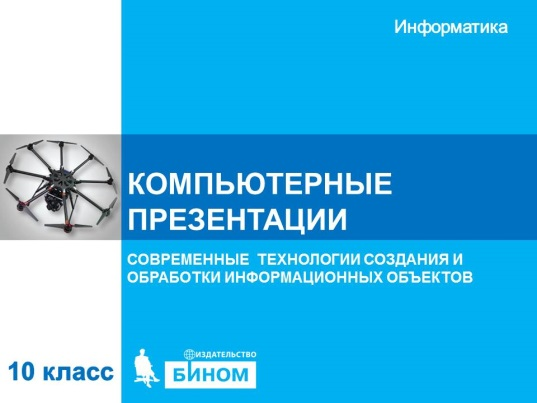 Информатика
КОМПЬЮТЕРНЫЕ
ПРЕЗЕНТАЦИИ
СОВРЕМЕННЫЕ ТЕХНОЛОГИИ СОЗДАНИЯ И
ОБРАБОТКИ ИНФОРМАЦИОННЫХ ОБЪЕКТОВ
ИЗДАТЕЛЬСТВО
БИНОМ
10 класс